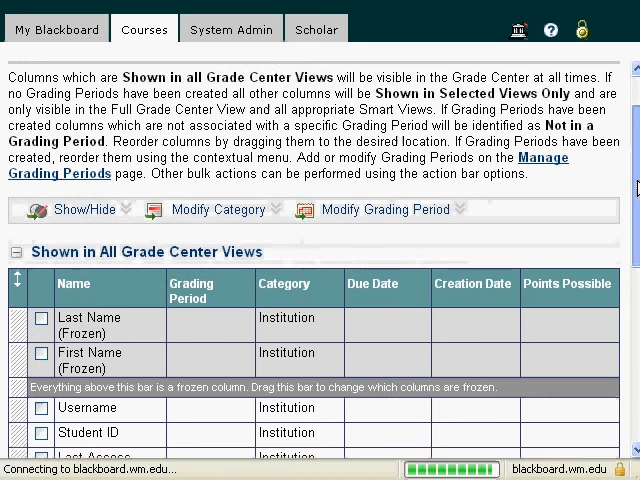 My Blackboard Courses System Admin Scholar
Columns which are Shown in all Grade Center Views will be visible in the Grade Center at all times. If
no Grading Periods have been created all other columns will be Shown in Selected Views Only and are
only visible in the Full Grade Center View and all appropriate Smart Views. If Grading Periods have been
created columns which are not associated with a specific Grading Period will be identified as Not in a
Grading Period. Reorder columns by dragging them to the desired location. If Grading Periods have been
created, reorder them using the contextual menu. Add or modify Grading Periods on the Manage
Grading Periods page. Other bulk actions can be performed using the action bar options.
Show/Hide Modify Category Modify Grading Period
Shown in All Grade Center Views
Name Grading Period Category Due Date Creation Date Points Possible
Last Name (Frozen) Institution
First Name (Frozen) Institution
Everything above this bar is a frozen column. Drag this bar to change which columns are frozen.
Username Institution
Student ID Institution
Last Access Institution
Connecting to blackboard.wm.edu... blackboard.wm.edu